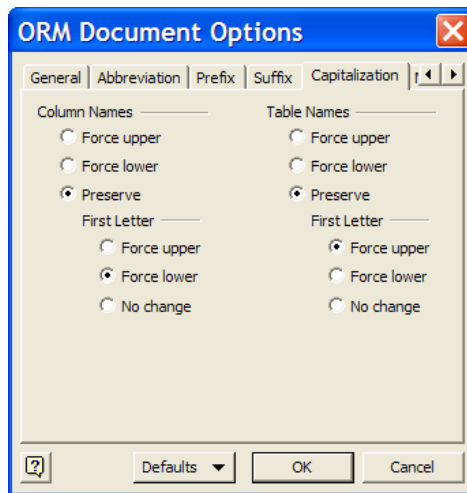 ORM Document Options
General Abbreviation Prefix Suffix Capitalization
Column Names Table Names
Force upper Force upper
Force lower Force lower
Preserve Preserve
First Letter First Letter
Force upper Force upper
Force lower Force lower
No change No change
? Defaults OK Cancel